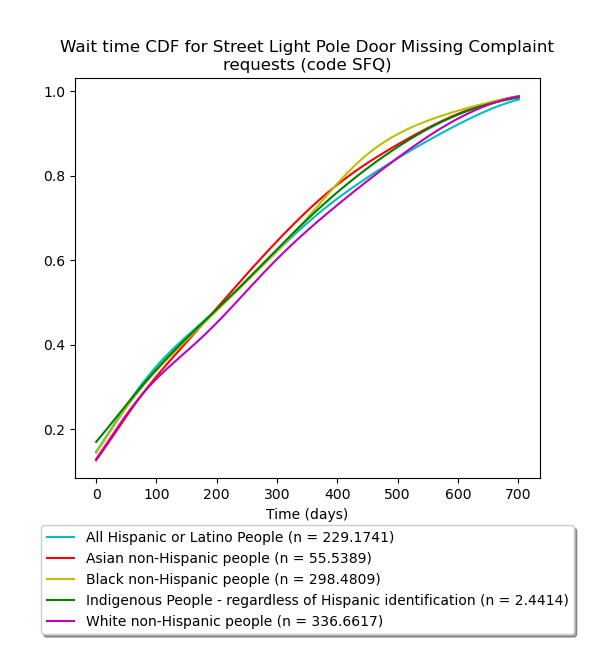 Wait time CDF for Street Light Pole Door Missing Complaint
requests (code SFQ)
1.0
0.8
0.6
0.4
0.2
0 100 200 300 400 500 600 700
Time (days)
All Hispanic or Latino People (n = 229.1741)
Asian non-Hispanic people (n = 55.5389)
Black non-Hispanic people (n = 298.4809)
Indigenous People - regardless of Hispanic identification (n = 2.4414)
White non-Hispanic people (n = 336.6617)